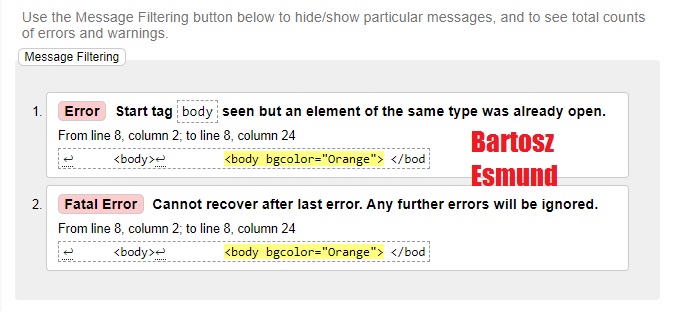 Use the Message Filtering button below to hide/show particular messages, and to see total counts
of errors and warnings.
Message Filtering
1. Error Start tag body seen but an element of the same type was already open.
From line 8, column 2; to line 8, column 24
↩ <body>↩ <body bgcolor="Orange"> </bod
Bartosz
Esmund
2. Fatal Error Cannot recover after last error. Any further errors will be ignored.
From line 8, column 2; to line 8, column 24
↩ <body>↩ <body bgcolor="Orange"> </bod